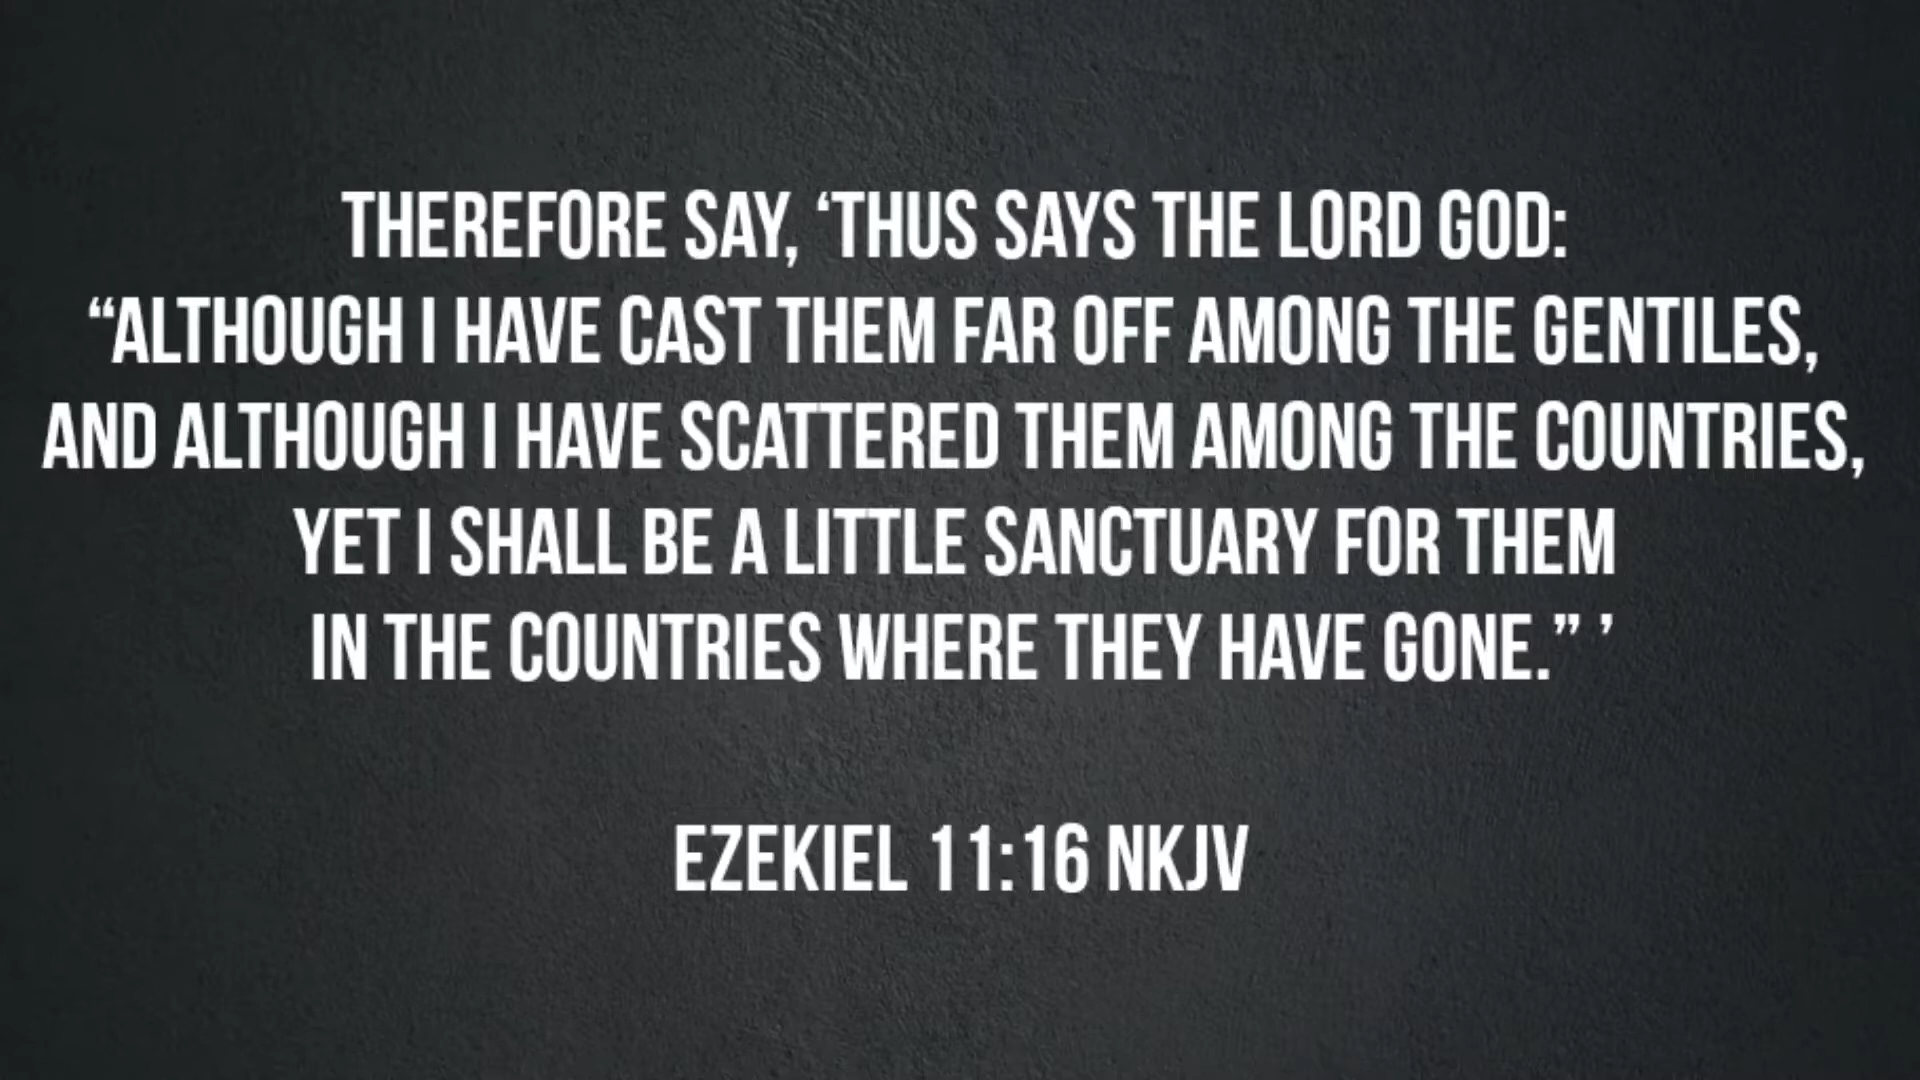 THEREFORE SAY, ‘THUS SAYS THE LORD GOD:
“ALTHOUGH I HAVE CAST THEM FAR OFF AMONG THE GENTILES,
AND ALTHOUGH I HAVE SCATTERED THEM AMONG THE COUNTRIES,
YET I SHALL BE A LITTLE SANCTUARY FOR THEM
IN THE COUNTRIES WHERE THEY HAVE GONE.” ’
EZEKIEL 11:16 NKJV